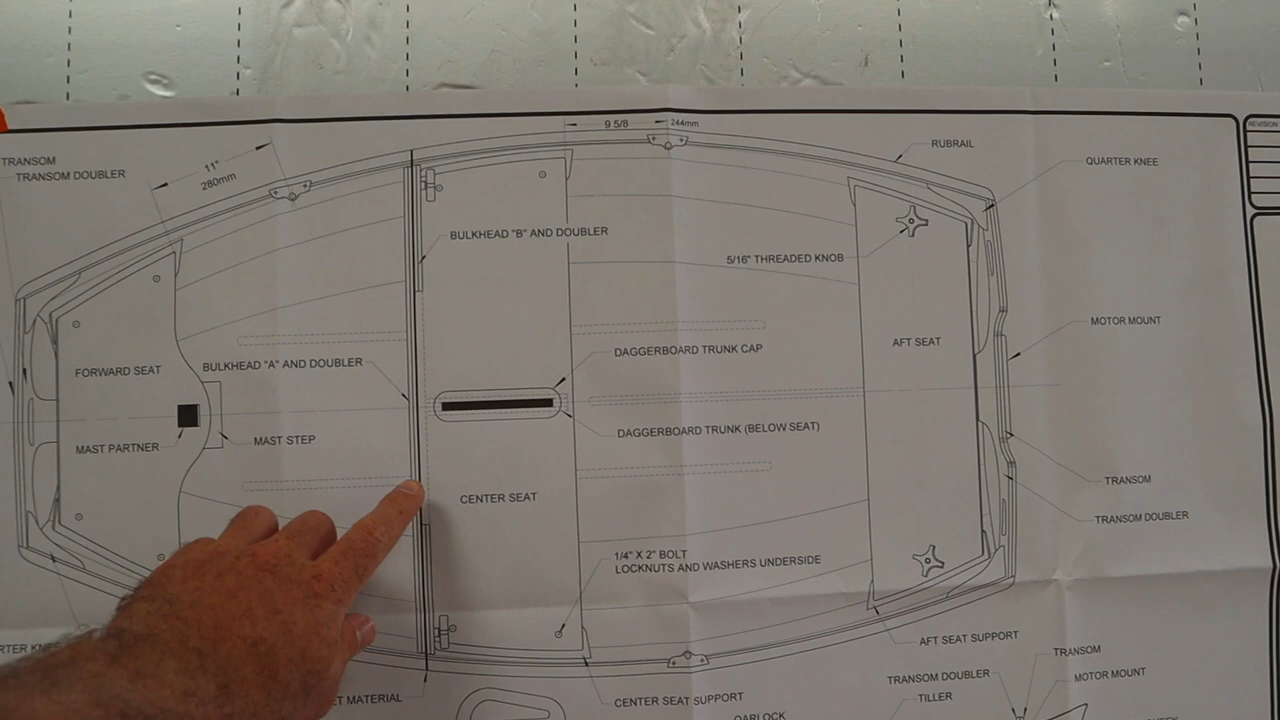 9 5/8
244mm
REVISION
TRANSOM
TRANSOM DOUBLER
11"
280mm
RUBRAIL
QUARTER KNEE
BULKHEAD "B" AND DOUBLER
5/16" THREADED KNOB
MOTOR MOUNT
AFT SEAT
DAGGERBOARD TRUNK CAP
BULKHEAD "A" AND DOUBLER
FORWARD SEAT
DAGGERBOARD TRUNK (BELOW SEAT)
MAST STEP
MAST PARTNER
TRANSOM
CENTER SEAT
TRANSOM DOUBLER
1/4" X 2" BOLT
LOCKNUTS AND WASHERS UNDERSIDE
AFT SEAT SUPPORT
TRANSOM
MOTOR MOUNT
TRANSOM DOUBLER
TILLER
MATERIAL
CENTER SEAT SUPPORT
OARLOCK